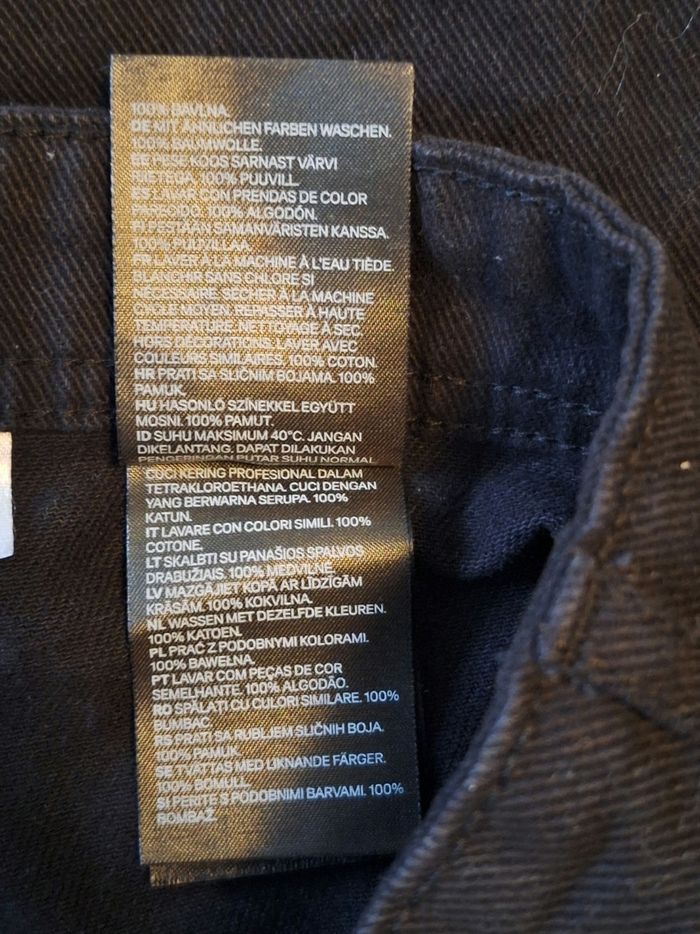 100% BAVLNA.
DE MIT ÄHNLICHEN FARBEN WASCHEN.
100% BAUMWOLLE.
EE PESE KOOS SARNAST VÄRVI
RIIETEGA. 100% PUUVILL.
ES LAVAR CON PRENDAS DE COLOR
PARECIDO. 100% ALGODÓN.
FI PESTÄÄN SAMANVÄRISTEN KANSSA.
100% PUUVILLAA.
FR LAVER À LA MACHINE À L'EAU TIÈDE.
BLANCHIR SANS CHLORE SI
NÉCESSAIRE. SÉCHER À LA MACHINE
CYCLE MOYEN. REPASSER À HAUTE
TEMPÉRATURE. NETTOYAGE À SEC
HORS DÉCORATIONS. LAVER AVEC
COULEURS SIMILAIRES. 100% COTON.
HR PRATI SA SLIČNIM BOJAMA. 100%
PAMUK.
HU HASONLÓ SZÍNEKKEL EGYÜTT
MOSNI. 100% PAMUT.
ID SUHU MAKSIMUM 40°C. JANGAN
DIKELANTANG. DAPAT DILAKUKAN
PENGERINGAN PUTAR SUHU NORMAL
CUCI KERING PROFESIONAL DALAM
TETRAKLOROETHANA. CUCI DENGAN
YANG BERWARNA SERUPA. 100%
KATUN.
IT LAVARE CON COLORI SIMILI. 100%
COTONE.
LT SKALBTI SU PANAŠIOS SPALVOS
DRABUŽIAIS. 100% MEDVILNĖ
LV MAZGĀJIET KOPĀ AR LĪDZĪGĀM
KRĀSĀM. 100% KOKVILNA.
NL WASSEN MET DEZELFDE KLEUREN.
100% KATOEN.
PL PRAĆ Z PODOBNYMI KOLORAMI.
100% BAWEŁNA.
PT LAVAR COM PEÇAS DE COR
SEMELHANTE. 100% ALGODÃO.
RO SPĂLAȚI CU CULORI SIMILARE. 100%
BUMBAC.
RS PRATI SA RUBLJEM SLIČNIH BOJA.
100% PAMUK.
SE TVÄTTAS MED LIKNANDE FÄRGER.
100% BOMULL.
SI PERITE S PODOBNIMI BARVAMI. 100%
BOMBAŽ.